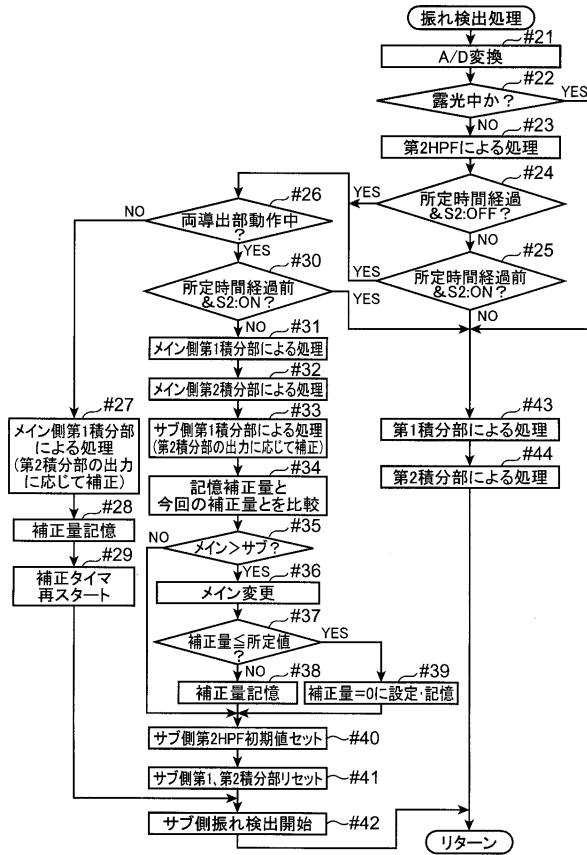 振れ検出処理
#21
A/D変換
#22
露光中か?
YES
NO
#23
第2HPFによる処理
#24
所定時間経過
&S2:OFF?
YES
NO
#25
所定時間経過前
&S2:ON?
YES
NO
#26
両導出部動作中
?
NO
YES
#30
所定時間経過前
&S2:ON?
YES
NO
#31
メイン側第1積分部による処理
#32
メイン側第2積分部による処理
#33
サブ側第1積分部による処理
(第2積分部の出力に応じて補正)
#34
記憶補正量と
今回の補正量とを比較
#35
メイン>サブ?
NO
YES
#36
メイン変更
#37
補正量≦所定値
?
YES
NO
#38
補正量記憶
#39
補正量=0に設定・記憶
サブ側第2HPF初期値セット
#40
サブ側第1、第2積分部リセット
#41
サブ側振れ検出開始
#42
#27
メイン側第1積分部
による処理
(第2積分部の出力
に応じて補正)
#28
補正量記憶
#29
補正タイマ
再スタート
#43
第1積分部による処理
#44
第2積分部による処理
リターン